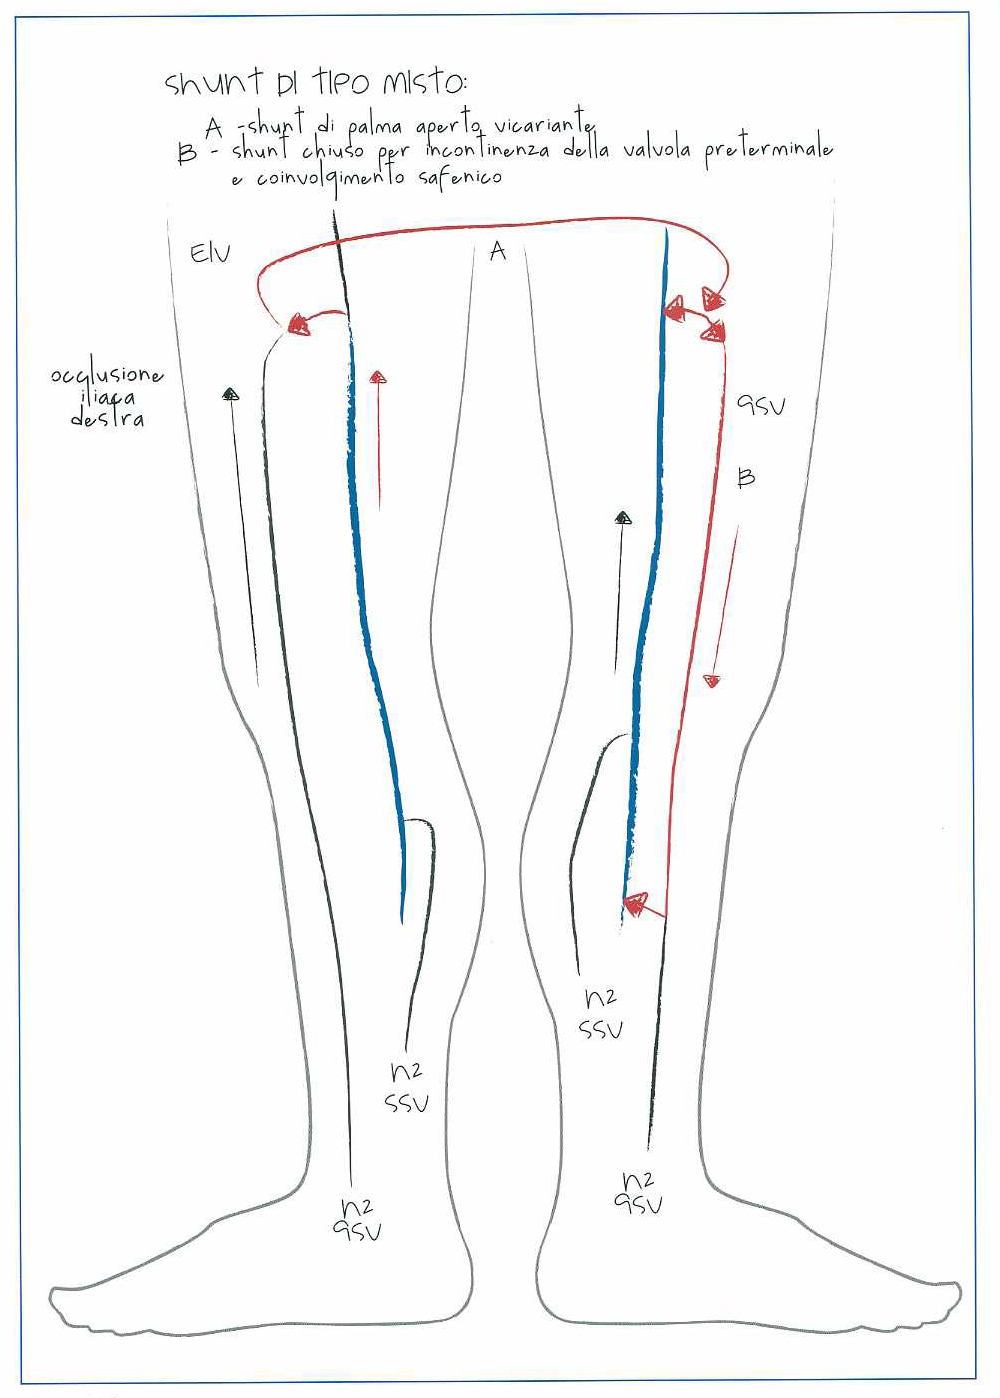 SHUNT DI TIPO MISTO:
A - shunt di palma aperto vicariante
B - shunt chiuso per incontinenza della valvola preterminale
e coinvolgimento safenico
EIV
A
occlusione
iliaca
destra
gsv
B
n2
ssv
n2
ssv
n2
gsv
n2
gsv